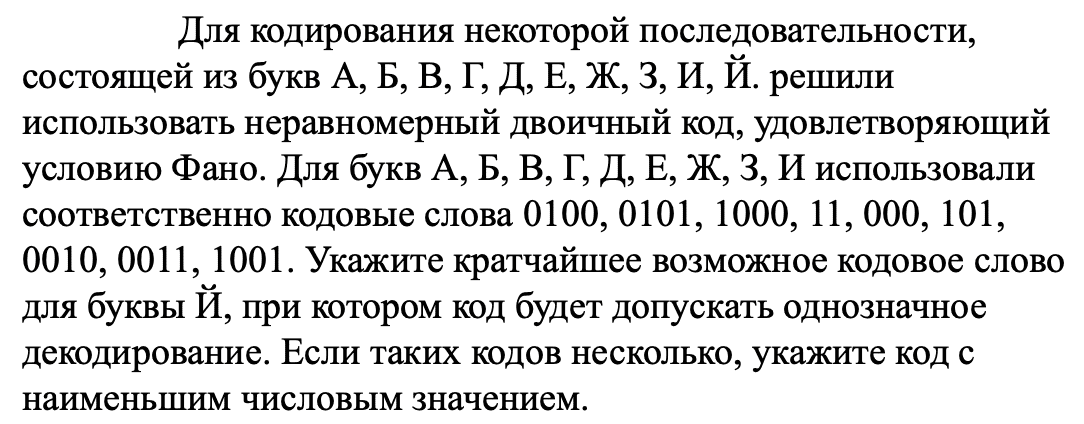 Для кодирования некоторой последовательности,
состоящей из букв А, Б, В, Г, Д, Е, Ж, З, И, Й. решили
использовать неравномерный двоичный код, удовлетворяющий
условию Фано. Для букв А, Б, В, Г, Д, Е, Ж, З, И использовали
соответственно кодовые слова 0100, 0101, 1000, 11, 000, 101,
0010, 0011, 1001. Укажите кратчайшее возможное кодовое слово
для буквы Й, при котором код будет допускать однозначное
декодирование. Если таких кодов несколько, укажите код с
наименьшим числовым значением.